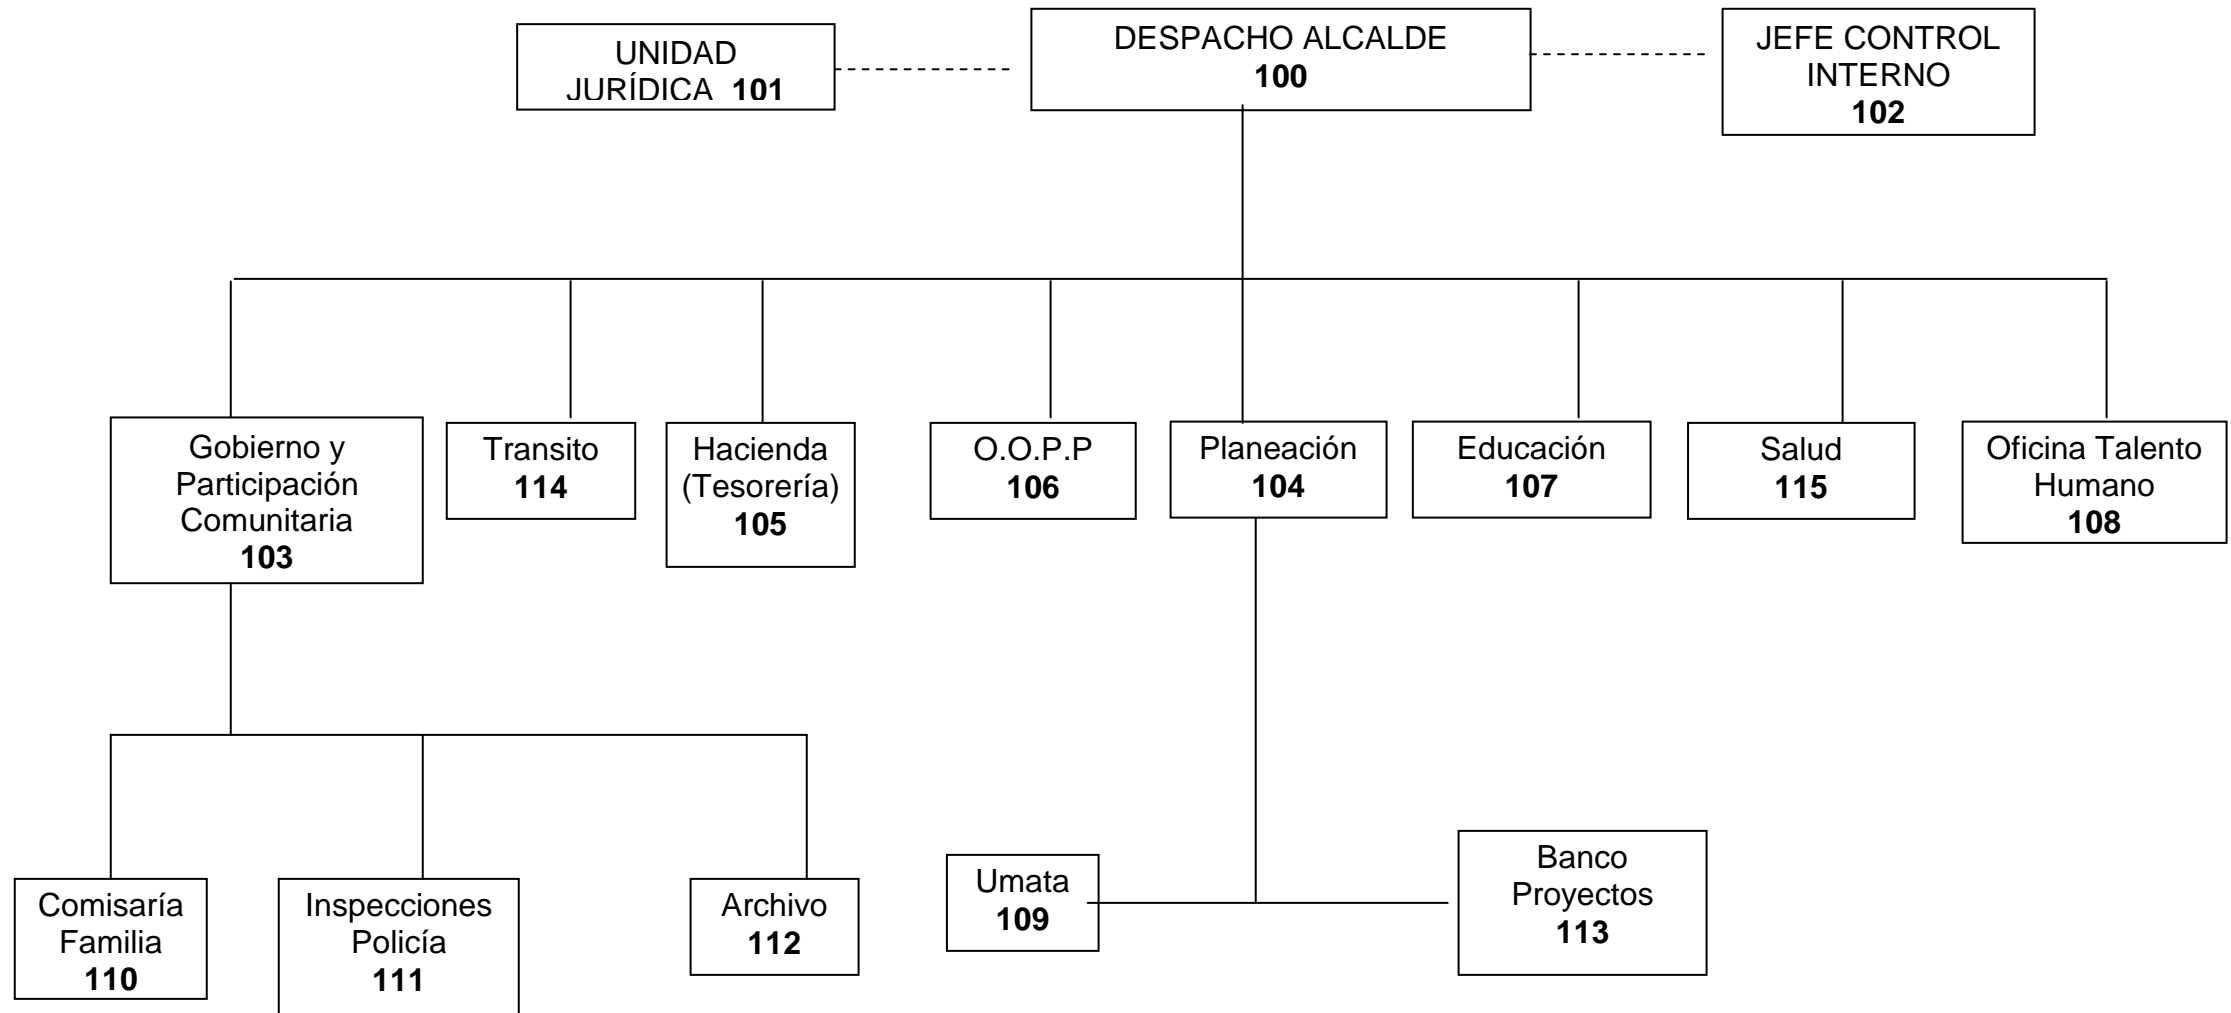 UNIDAD
JURÍDICA 101
DESPACHO ALCALDE
100
JEFE CONTROL
INTERNO
102
Gobierno y
Participación
Comunitaria
103
Transito
114
Hacienda
(Tesorería)
105
O.O.P.P
106
Planeación
104
Educación
107
Salud
115
Oficina Talento
Humano
108
Comisaría
Familia
110
Inspecciones
Policía
111
Archivo
112
Umata
109
Banco
Proyectos
113